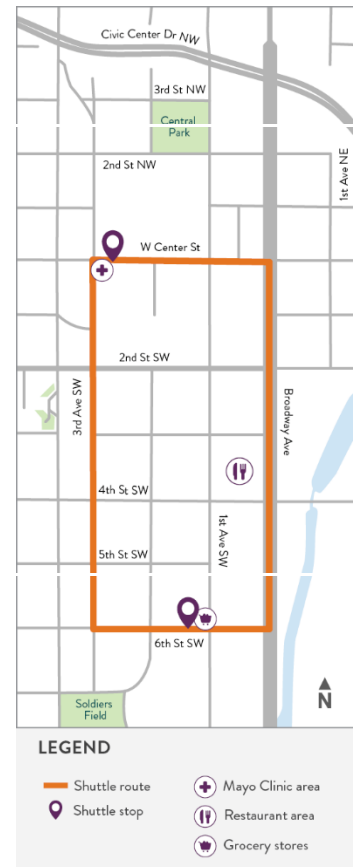 Civic Center Dr NW
3rd St NW
Central
Park
2nd St NW
1st Ave NE
W Center St
2nd St SW
3rd Ave SW
Broadway Ave
4th St SW
1st Ave SW
5th St SW
6th St SW
Soldiers
Field
N
LEGEND
Shuttle route
Shuttle stop
Mayo Clinic area
Restaurant area
Grocery stores